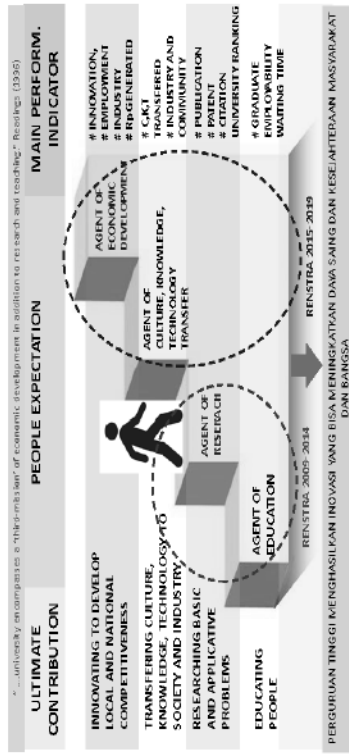 " ...university encompasses a "third-mission" of economic development in addition to research and teaching." Readings (1996)
ULTIMATE
CONTRIBUTION
PEOPLE EXPECTATION
MAIN PERFORM.
INDICATOR
INNOVATING TO DEVELOP
LOCAL AND NATIONAL
COMPETITIVENESS
AGENT OF
ECONOMIC
DEVELOPMENT
# INNOVATION,
# EMPLOYMENT
# INDUSTRY
# RpGENERATED
TRANSFERING CULTURE,
KNOWLEDGE, TECHNOLOGY TO
SOCIETY AND INDUSTRY
AGENT OF
CULTURE, KNOWLEDGE,
TECHNOLOGY
TRANSFER
# C,K,T
TRANSFERED
# INDUSTRY AND
COMMUNITY
RESEARCHING BASIC
AND APPLICATIVE
PROBLEMS
AGENT OF
RESERACH
# PUBLICATION
# PATENT
# CITATION
UNIVERSITY RANKING
EDUCATING
PEOPLE
AGENT OF
EDUCATION
# GRADUATE
EMPLOYABILITY
WAITING TIME
RENSTRA 2009-2014
RENSTRA 2015-2019
PERGURUAN TINGGI MENGHASILKAN INOVASI YANG BISA MENINGKATKAN DAYA SAING DAN KESEJAHTERAAN MASYARAKAT
DAN BANGSA